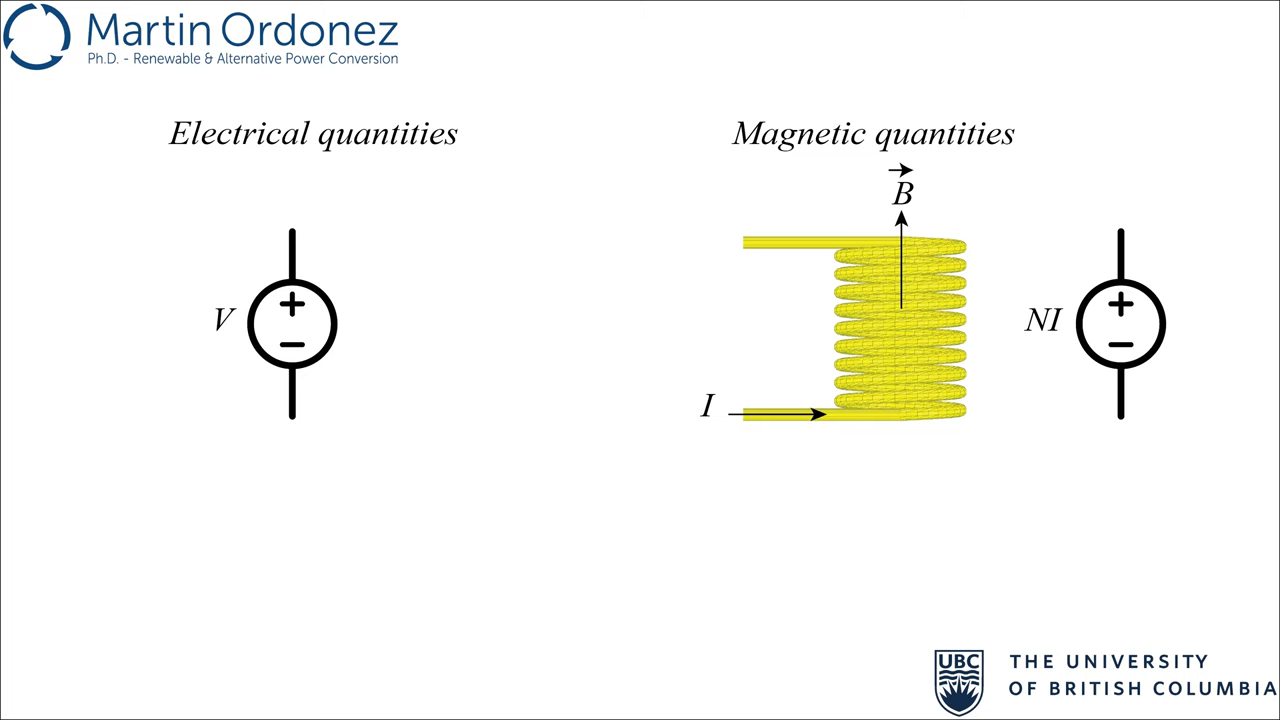 Martin Ordonez
Ph.D. - Renewable & Alternative Power Conversion
Electrical quantities
Magnetic quantities
B
V
+
−
NI
+
−
I
UBC
THE UNIVERSITY
OF BRITISH COLUMBIA